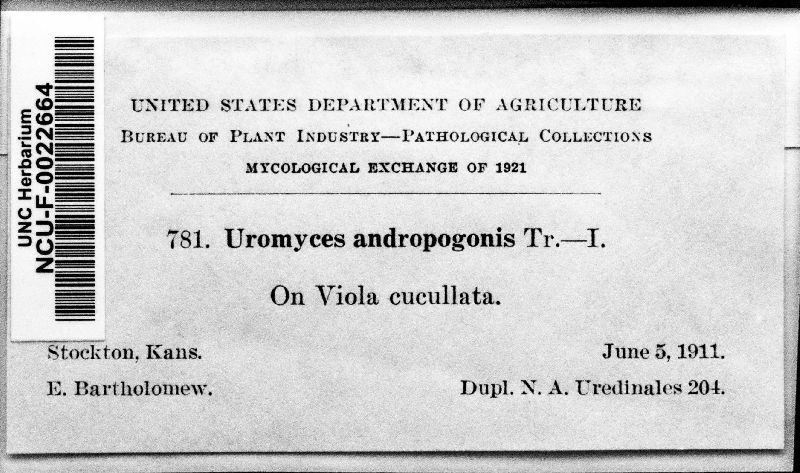 UNC Herbarium
NCU-F-0022664
UNITED STATES DEPARTMENT OF AGRICULTURE
BUREAU OF PLANT INDUSTRY—PATHOLOGICAL COLLECTIONS
MYCOLOGICAL EXCHANGE OF 1921
781. Uromyces andropogonis Tr.—I.
On Viola cucullata.
Stockton, Kans. June 5, 1911.
E. Bartholomew. Dupl. N. A. Uredinales 204.